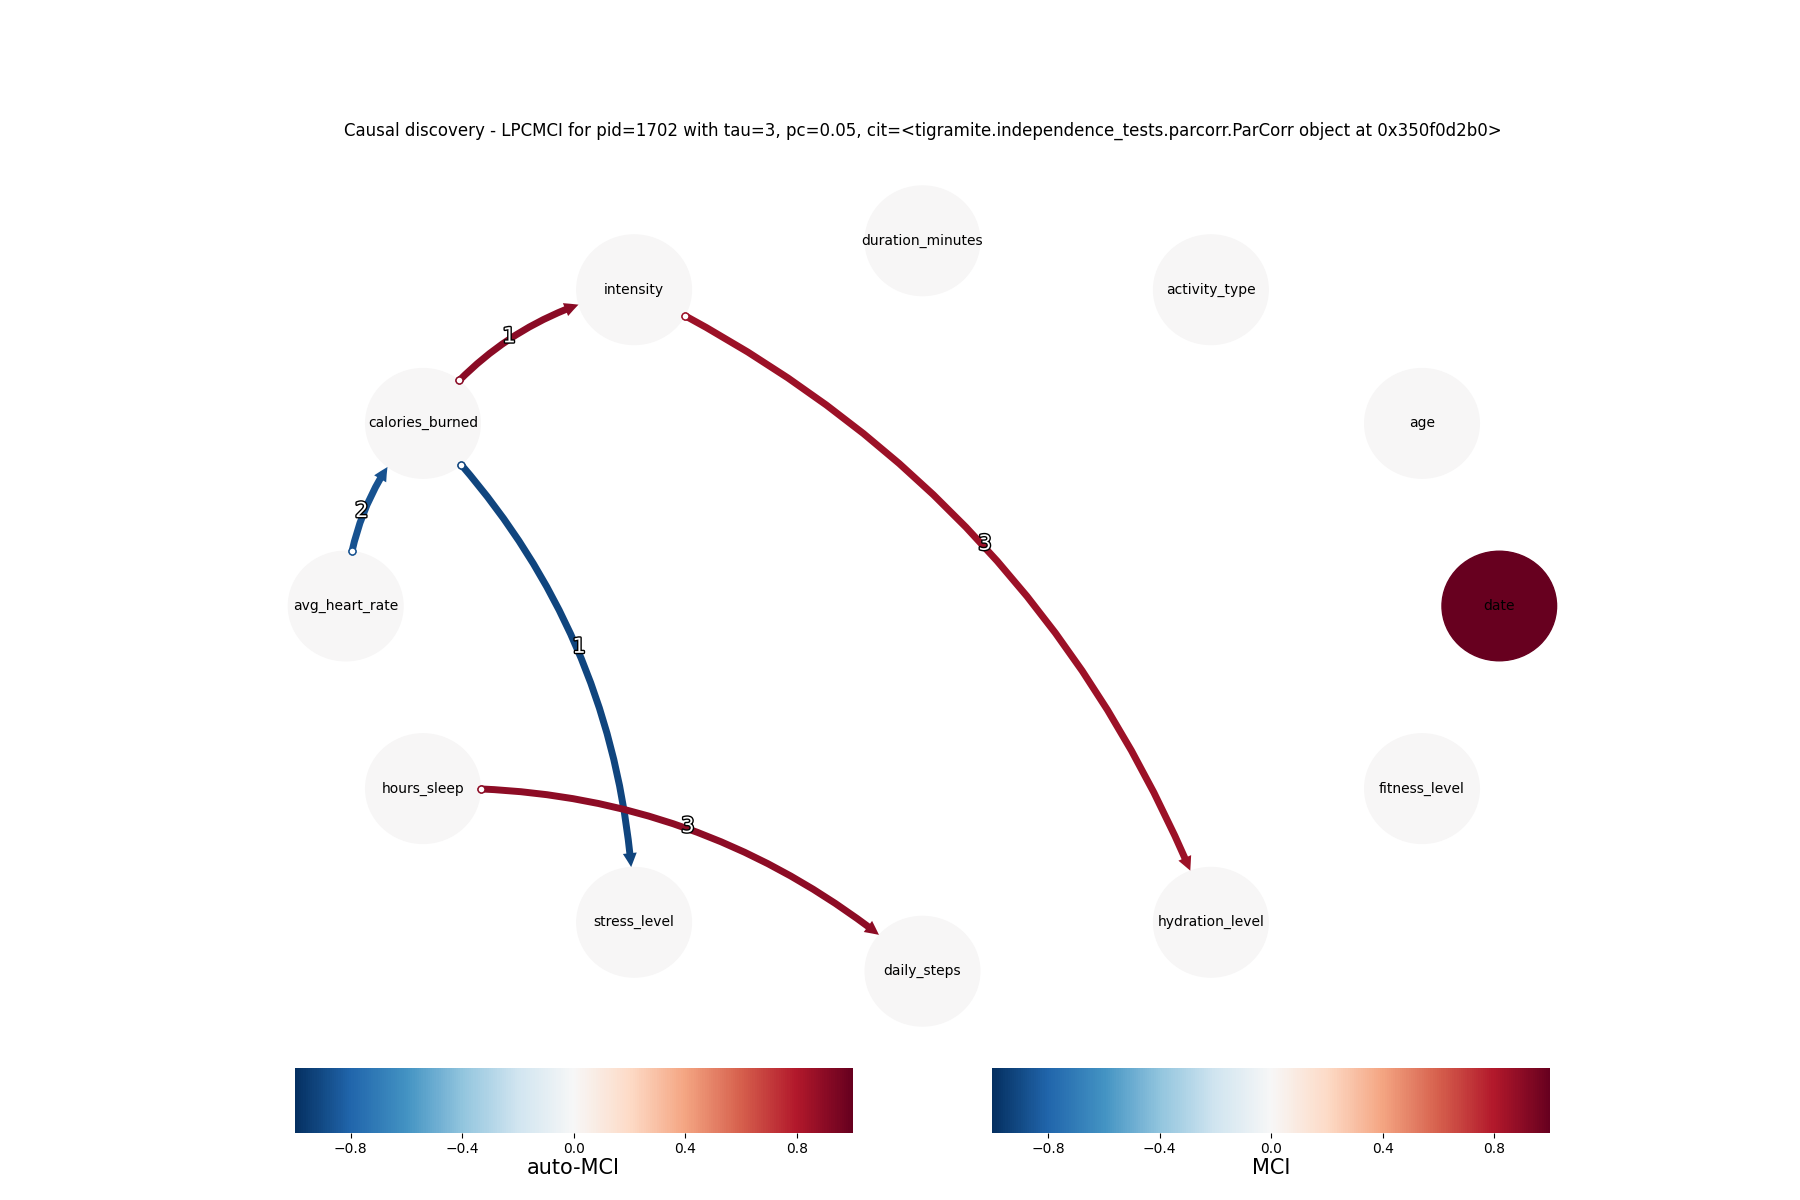 Causal discovery - LPCMCI for pid=1702 with tau=3, pc=0.05, cit=<tigramite.independence_tests.parcorr.ParCorr object at 0x350f0d2b0>
duration_minutes
intensity
activity_type
1
calories_burned
age
2
3
avg_heart_rate
date
1
hours_sleep
fitness_level
3
stress_level
hydration_level
daily_steps
−0.8 −0.4 0.0 0.4 0.8
auto-MCI
−0.8 −0.4 0.0 0.4 0.8
MCI